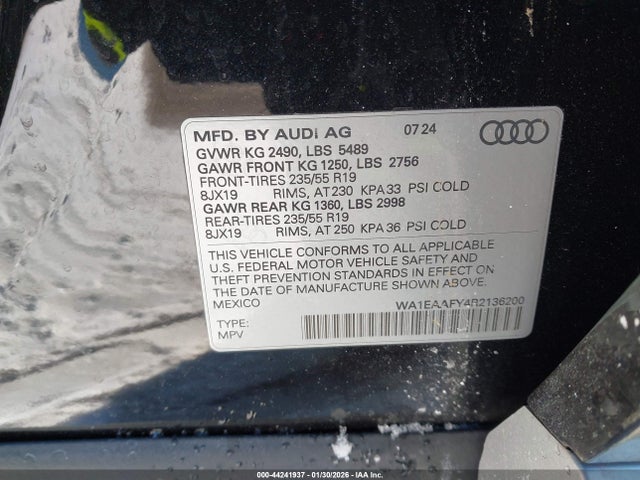 MFD. BY AUDI AG 07 24
GVWR KG 2490, LBS 5489
GAWR FRONT KG 1250, LBS 2756
FRONT-TIRES 235/55 R19
8JX19 RIMS, AT 230 KPA 33 PSI COLD
GAWR REAR KG 1360, LBS 2998
REAR-TIRES 235/55 R19
8JX19 RIMS, AT 250 KPA 36 PSI COLD
THIS VEHICLE CONFORMS TO ALL APPLICABLE
U.S. FEDERAL MOTOR VEHICLE SAFETY AND
THEFT PREVENTION STANDARDS IN EFFECT ON THE
DATE OF MANUFACTURE SHOWN ABOVE.
MEXICO
WA1EAAFY4R2136200
TYPE:
MPV
000-44241937 - 01/30/2026 - IAA Inc.